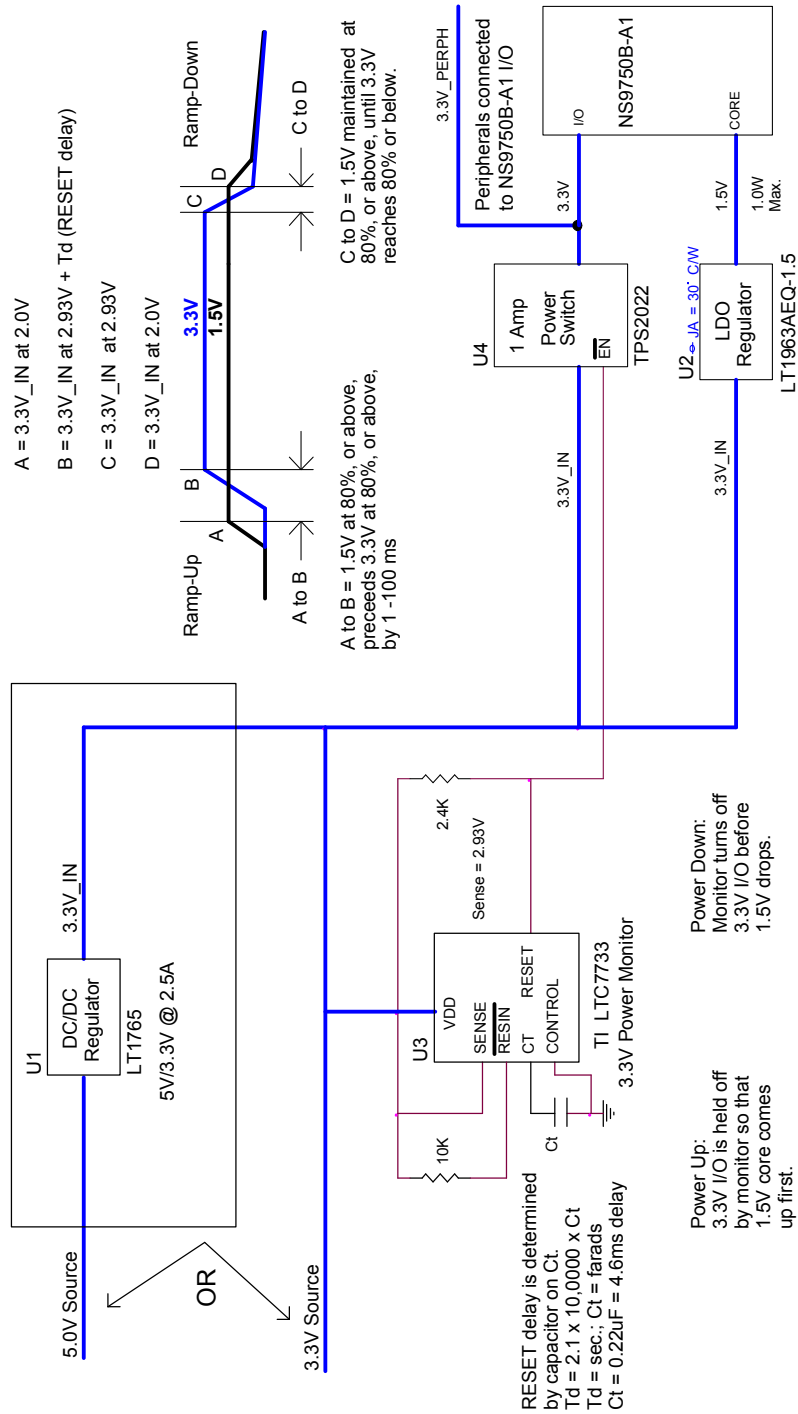 5.0V Source
OR
3.3V Source
U1
DC/DC
Regulator
LT1765
5V/3.3V @ 2.5A
3.3V_IN
A = 3.3V_IN at 2.0V
B = 3.3V_IN at 2.93V + Td (RESET delay)
C = 3.3V_IN at 2.93V
D = 3.3V_IN at 2.0V
Ramp-Up
A
B
3.3V
1.5V
C
D
Ramp-Down
A to B
C to D
A to B = 1.5V at 80%, or above,
preceeds 3.3V at 80%, or above,
by 1 -100 ms
C to D = 1.5V maintained at
80%, or above, until 3.3V
reaches 80% or below.
RESET delay is determined
by capacitor on Ct.
Td = 2.1 x 10,0000 x Ct
Td = sec.; Ct = farads
Ct = 0.22uF = 4.6ms delay
10K
Ct
U3
VDD
SENSE
RESIN
CT
CONTROL
RESET
TI LTC7733
3.3V Power Monitor
Sense = 2.93V
2.4K
3.3V_IN
U4
1 Amp
Power
Switch
EN
TPS2022
3.3V
3.3V_PERPH
Peripherals connected
to NS9750B-A1 I/O
3.3V_IN
U2
JA = 30° C/W
LDO
Regulator
LT1963AEQ-1.5
1.5V
1.0W
Max.
I/O
NS9750B-A1
CORE
Power Up:
3.3V I/O is held off
by monitor so that
1.5V core comes
up first.
Power Down:
Monitor turns off
3.3V I/O before
1.5V drops.